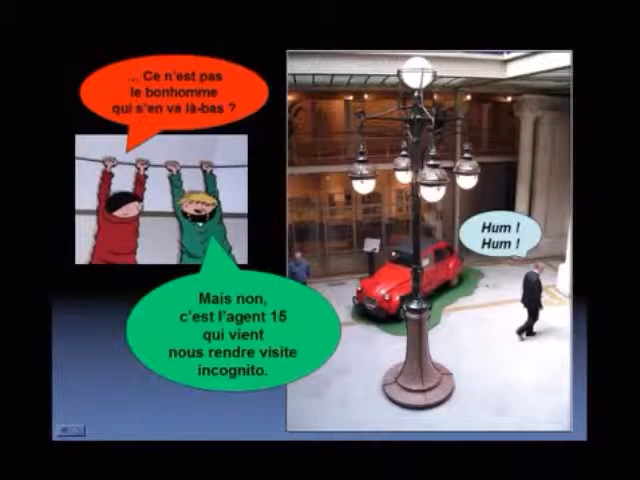 ... Ce n'est pas
le bonhomme
qui s'en va là-bas ?
Hum !
Hum !
Mais non,
c'est l'agent 15
qui vient
nous rendre visite
incognito.